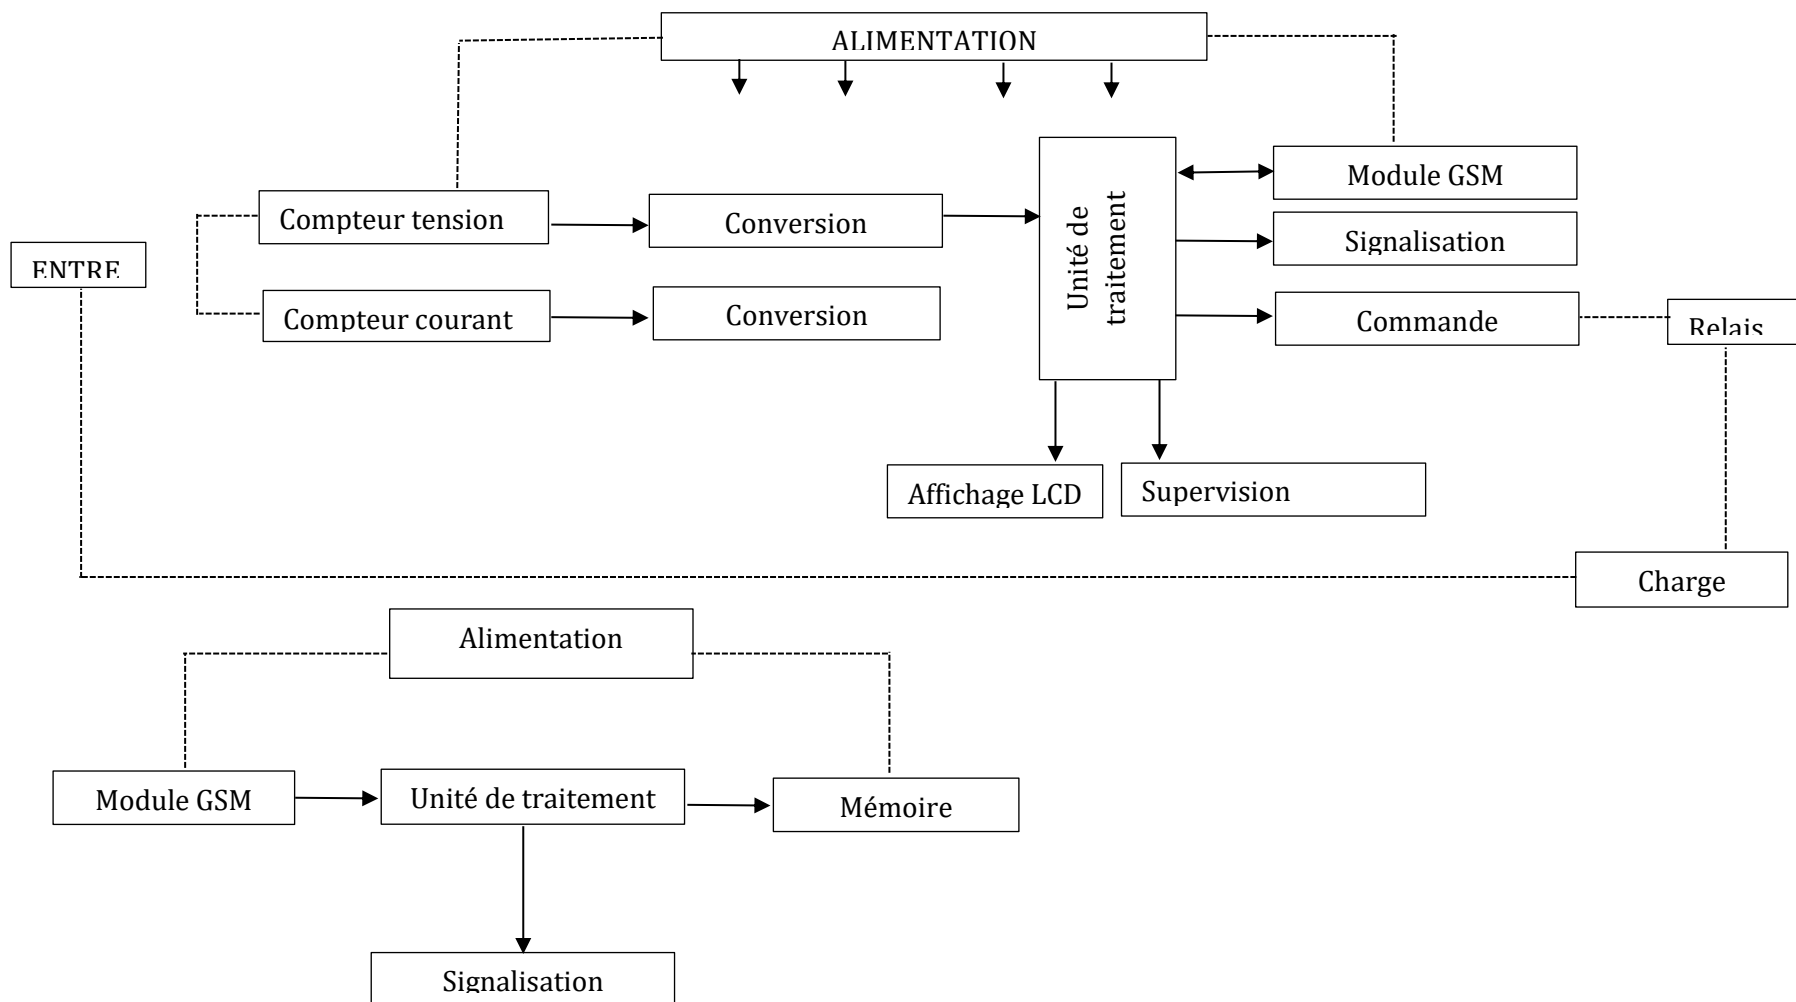 ALIMENTATION
Module GSM
Compteur tension
Conversion
Unité de
traitement
Signalisation
ENTRE
Compteur courant
Conversion
Commande
Relais
Affichage LCD
Supervision
Charge
Alimentation
Module GSM
Unité de traitement
Mémoire
Signalisation